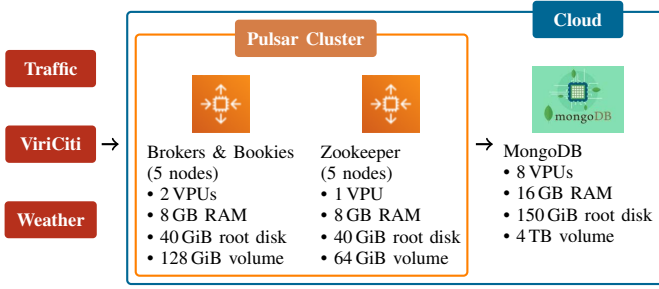 Cloud
Pulsar Cluster
Traffic
ViriCiti
Weather
Brokers & Bookies
(5 nodes)
• 2 VPUs
• 8 GB RAM
• 40 GiB root disk
• 128 GiB volume
Zookeeper
(5 nodes)
• 1 VPU
• 8 GB RAM
• 40 GiB root disk
• 64 GiB volume
mongoDB
MongoDB
• 8 VPUs
• 16 GB RAM
• 150 GiB root disk
• 4 TB volume